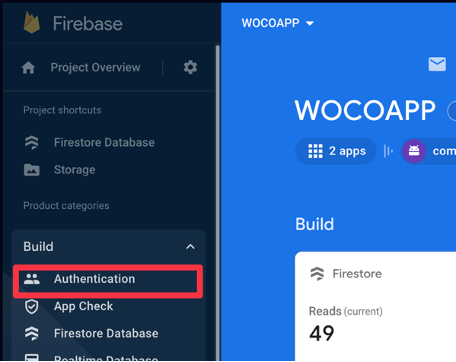 Firebase
Project Overview
Project shortcuts
Firestore Database
Storage
Product categories
Build
Authentication
App Check
Firestore Database
Realtime Database
WOCOAPP
WOCOAPP
2 apps
com
Build
Firestore
Reads (current)
49